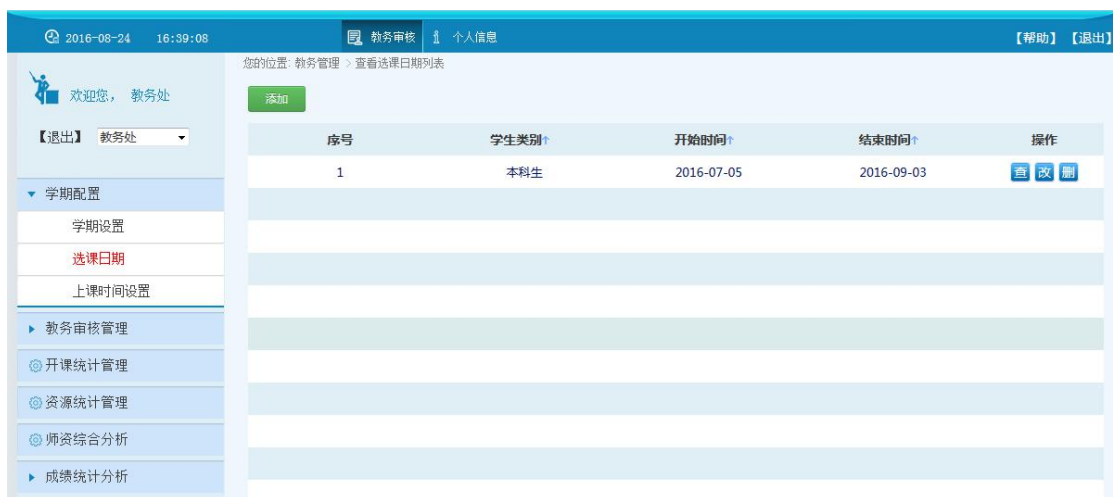 2016-08-24 16:39:08 教务审核 个人信息 【帮助】【退出】
您的位置: 教务管理 > 查看选课日期列表
欢迎您， 教务处
添加
【退出】 教务处
序号 学生类别↑ 开始时间↑ 结束时间↑ 操作
1 本科生 2016-07-05 2016-09-03 查 改 删
学期配置
学期设置
选课日期
上课时间设置
教务审核管理
开课统计管理
资源统计管理
师资综合分析
成绩统计分析